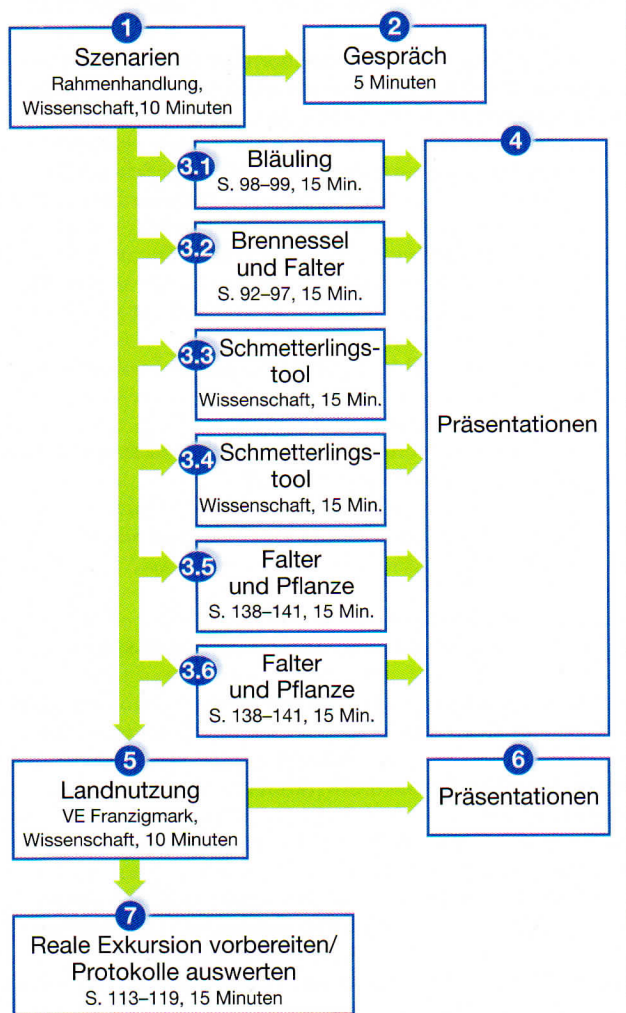 1
Szenarien
Rahmenhandlung,
Wissenschaft,10 Minuten
2
Gespräch
5 Minuten
3.1
Bläuling
S. 98–99, 15 Min.
3.2
Brennessel
und Falter
S. 92–97, 15 Min.
3.3
Schmetterlings-
tool
Wissenschaft, 15 Min.
3.4
Schmetterlings-
tool
Wissenschaft, 15 Min.
3.5
Falter
und Pflanze
S. 138–141, 15 Min.
3.6
Falter
und Pflanze
S. 138–141, 15 Min.
4
Präsentationen
5
Landnutzung
VE Franzigmark,
Wissenschaft, 10 Minuten
6
Präsentationen
7
Reale Exkursion vorbereiten/
Protokolle auswerten
S. 113–119, 15 Minuten